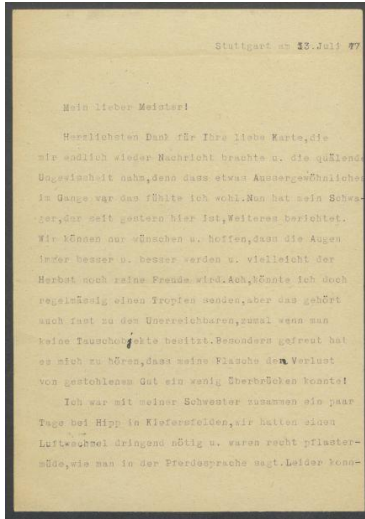 Stuttgart am 13.Juli 47
Mein lieber Meister!
Herzlichsten Dank für Ihre liebe Karte,die
mir endlich wieder Nachricht brachte u. die quälende
Ungewissheit nahm,denn dass etwas Aussergewöhnliches
im Gange war das fühlte ich wohl.Nun hat mein Schwa-
ger,der seit gestern hier ist,Weiteres berichtet.
Wir können nur wünschen u. hoffen,dass die Augen
immer besser u. besser werden u. vielleicht der
Herbst noch reine Freude wird.Ach,könnte ich doch
regelmässig einen Tropfen senden,aber das gehört
auch fast zu dem Unerreichbaren,zumal wenn man
keine Tauschobjekte besitzt.Besonders gefreut hat
es mich zu hören,dass meine Flasche den Verlust
von gestohlenem Gut ein wenig überbrücken konnte!
Ich war mit meiner Schwester zusammen ein paar
Tage bei Hipp in Kiefersfelden,wir hatten einen
Luftwechsel dringend nötig u. waren recht pflaster-
müde,wie man in der Pferdesprache sagt.Leider konn-